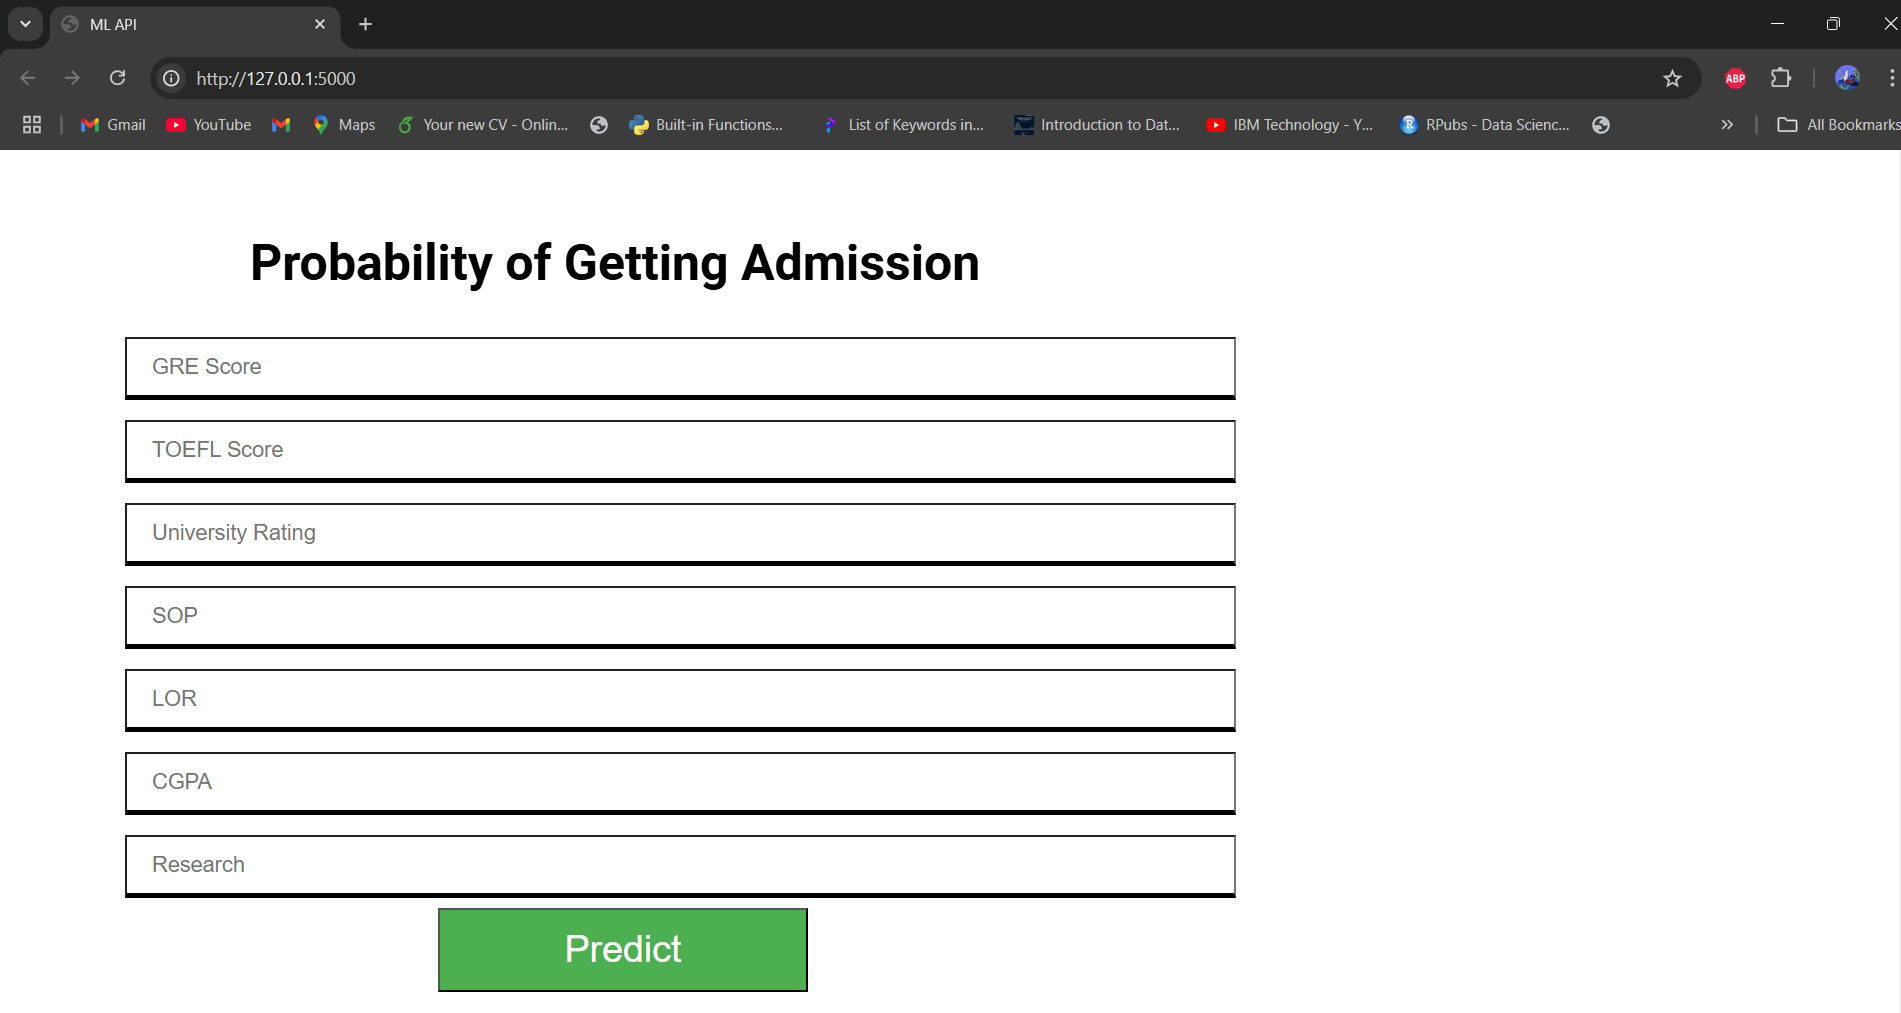 ML API
http://127.0.0.1:5000
ABP
Gmail YouTube Maps Your new CV - Onlin... Built-in Functions... List of Keywords in... Introduction to Dat... IBM Technology - Y... R RPubs - Data Scienc... » All Bookmarks
Probability of Getting Admission
GRE Score
TOEFL Score
University Rating
SOP
LOR
CGPA
Research
Predict